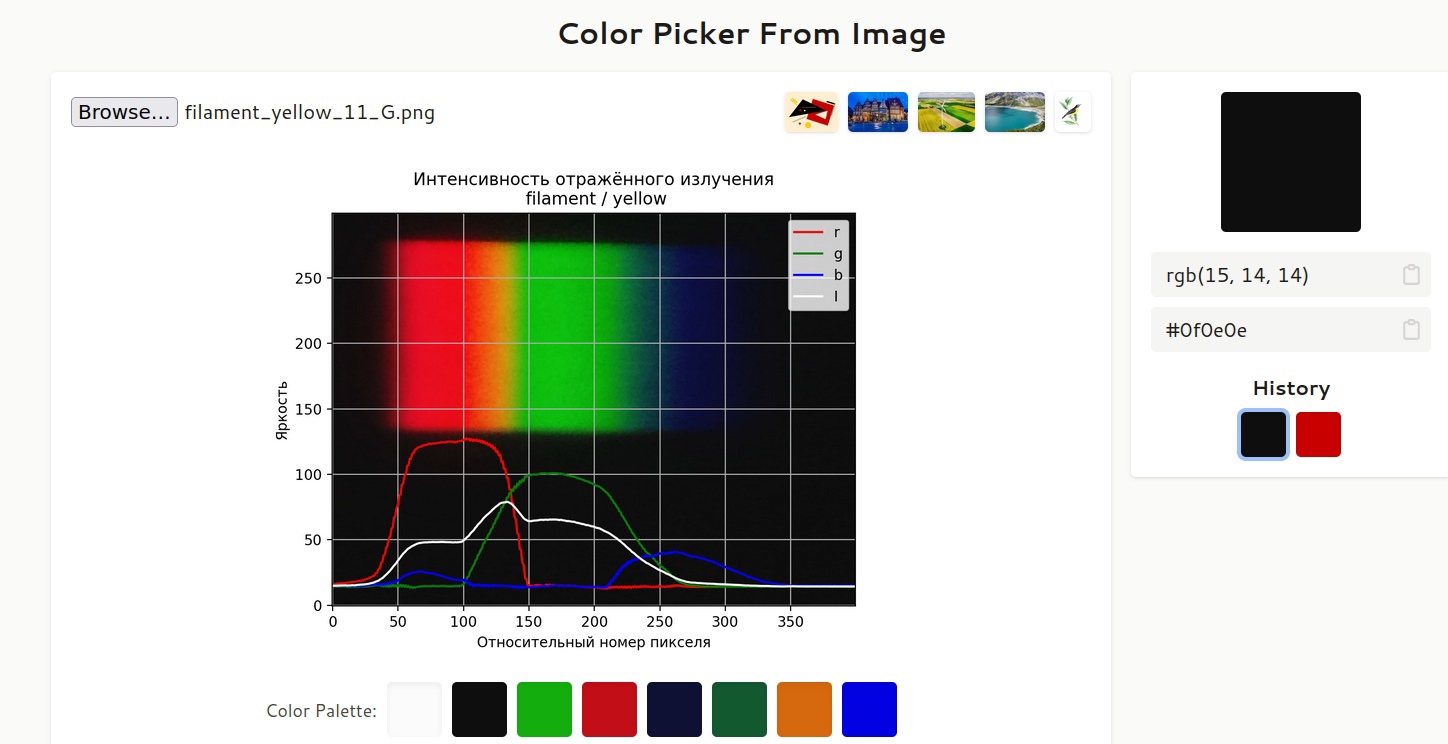 Color Picker From Image
Browse... filament_yellow_11_G.png
Интенсивность отражённого излучения
filament / yellow
r
g
b
l
Яркость
250
200
150
100
50
0
0 50 100 150 200 250 300 350
Относительный номер пикселя
Color Palette:
rgb(15, 14, 14)
#0f0e0e
History